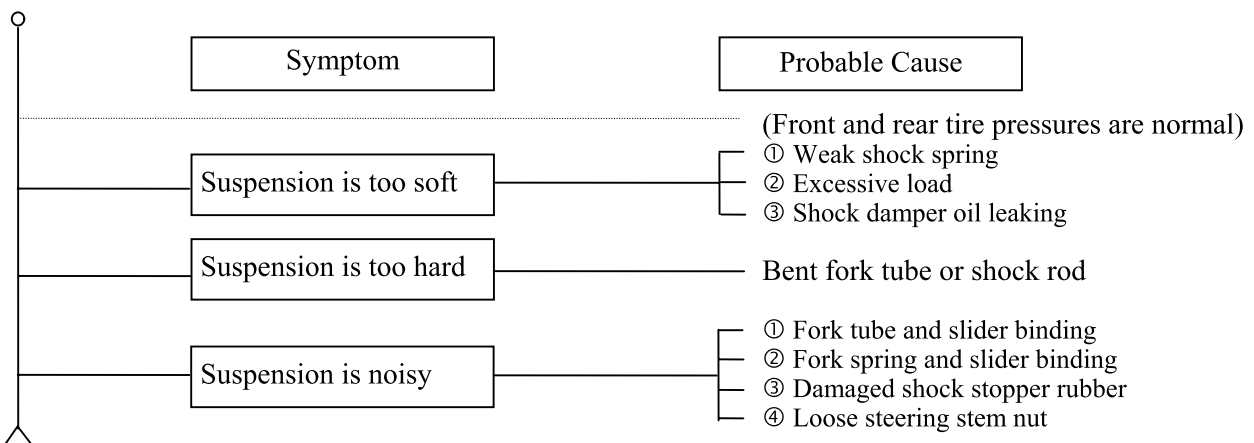 Symptom
Probable Cause
(Front and rear tire pressures are normal)
Suspension is too soft
① Weak shock spring
② Excessive load
③ Shock damper oil leaking
Suspension is too hard
Bent fork tube or shock rod
Suspension is noisy
① Fork tube and slider binding
② Fork spring and slider binding
③ Damaged shock stopper rubber
④ Loose steering stem nut